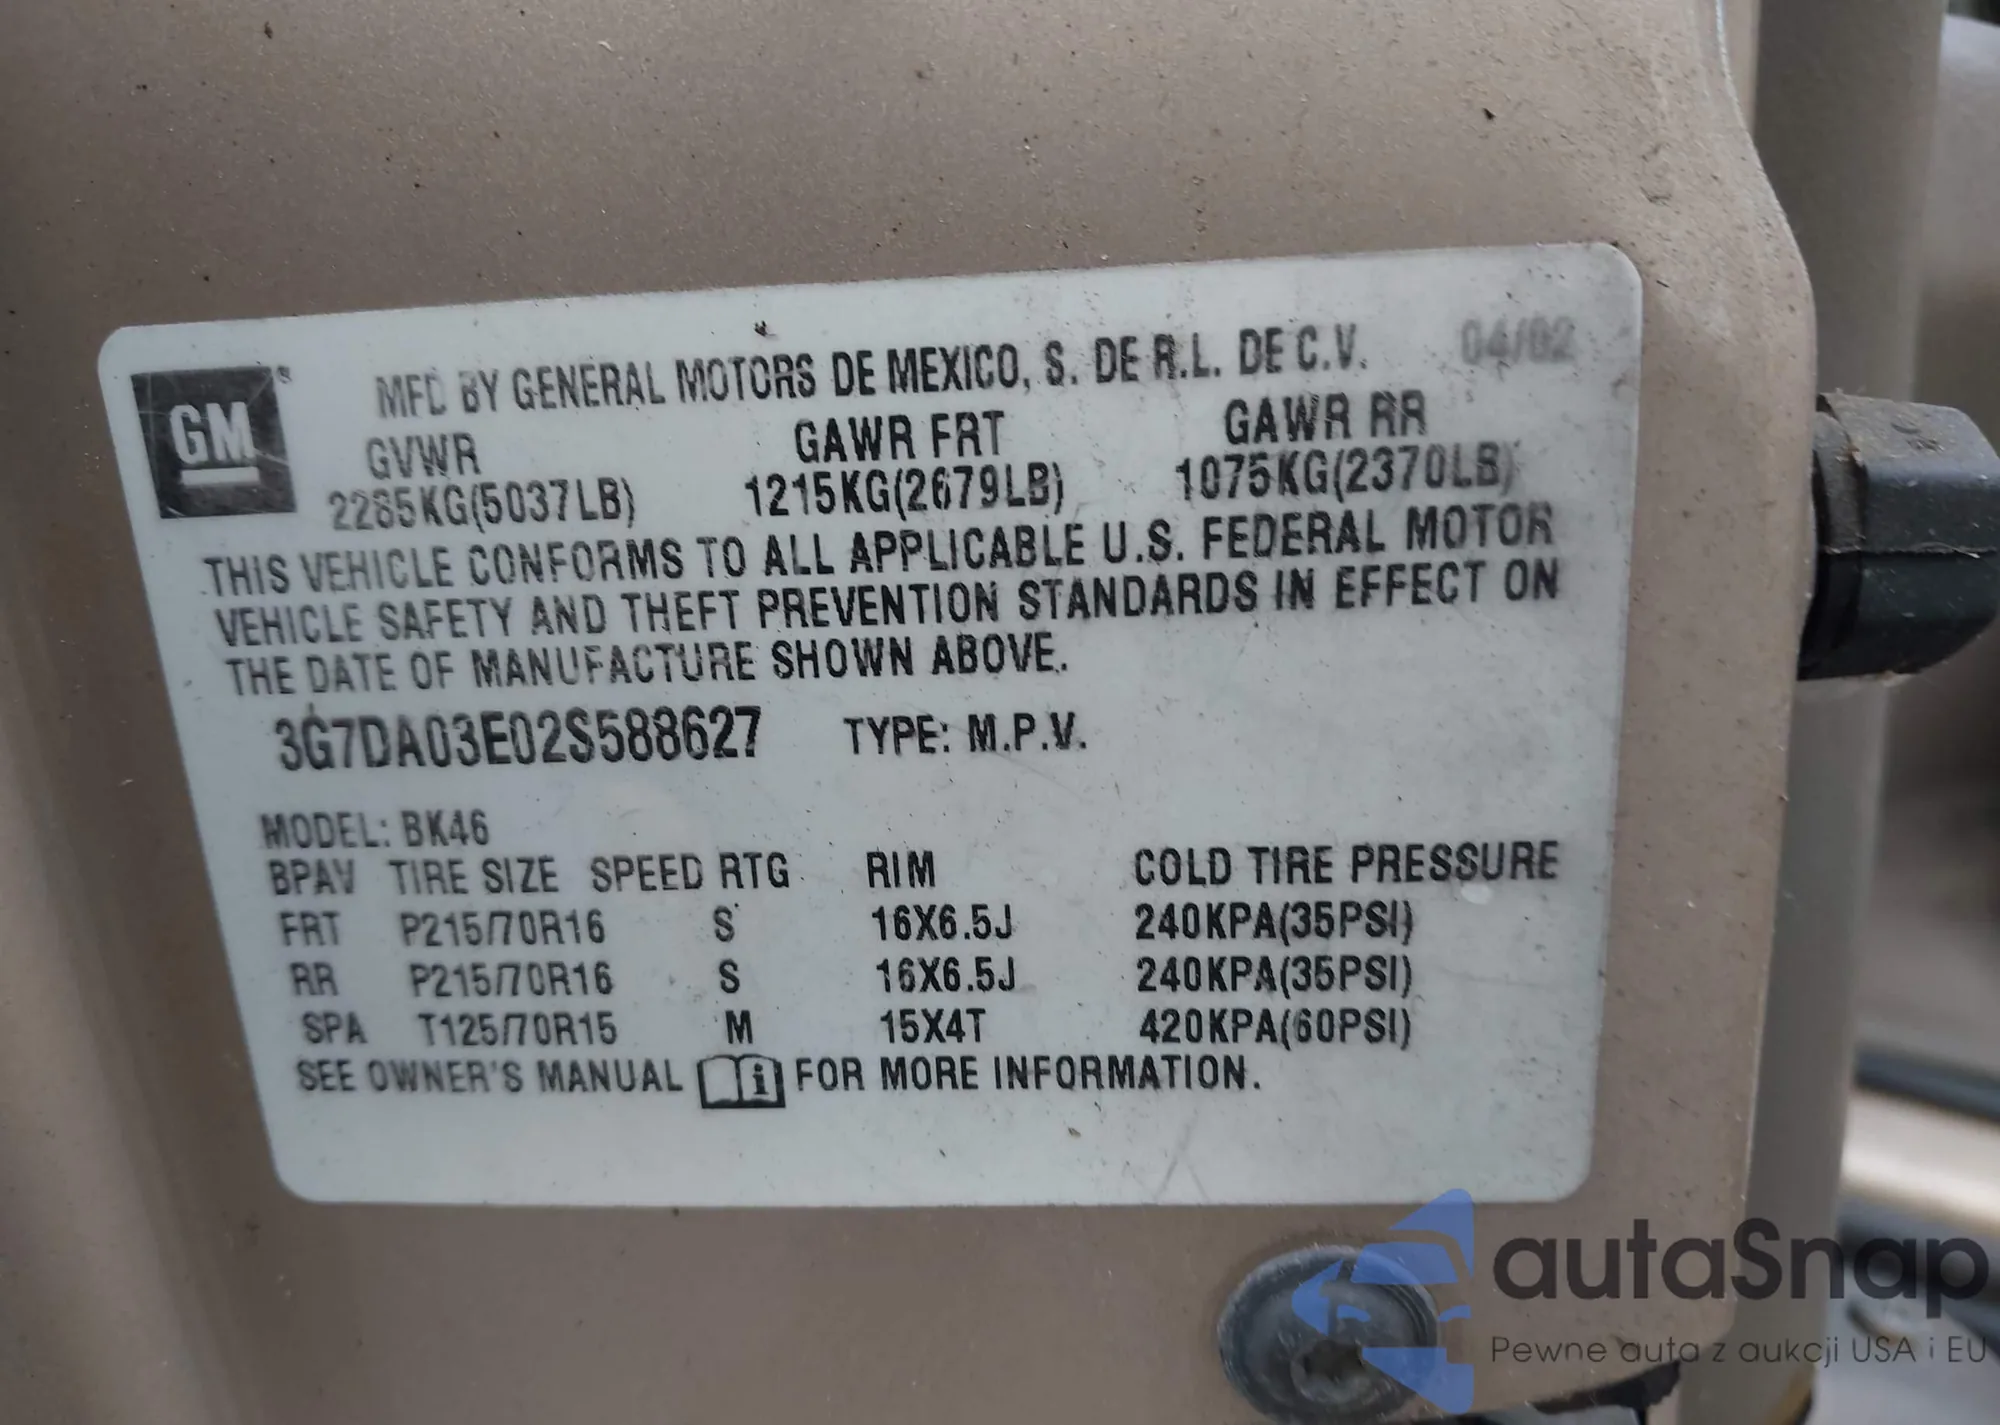 GM
MFD BY GENERAL MOTORS DE MEXICO, S. DE R.L. DE C.V. 04/02
GVWR GAWR FRT GAWR RR
2285KG(5037LB) 1215KG(2679LB) 1075KG(2370LB)
THIS VEHICLE CONFORMS TO ALL APPLICABLE U.S. FEDERAL MOTOR
VEHICLE SAFETY AND THEFT PREVENTION STANDARDS IN EFFECT ON
THE DATE OF MANUFACTURE SHOWN ABOVE.
3G7DA03E02S588627 TYPE: M.P.V.
MODEL: BK46
BPAV TIRE SIZE SPEED RTG RIM COLD TIRE PRESSURE
FRT P215/70R16 S 16X6.5J 240KPA(35PSI)
RR P215/70R16 S 16X6.5J 240KPA(35PSI)
SPA T125/70R15 M 15X4T 420KPA(60PSI)
SEE OWNER'S MANUAL i FOR MORE INFORMATION.
autaSnap
Pewne auta z aukcji USA i EU